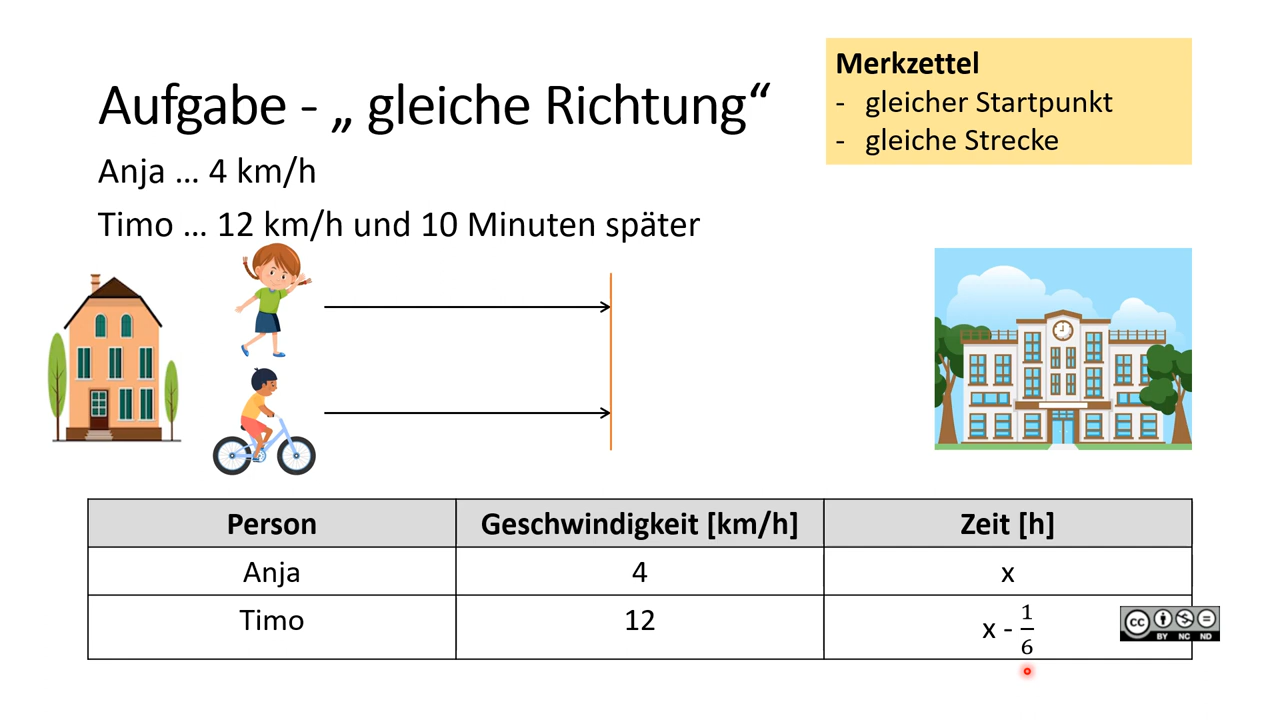 Merkzettel
- gleicher Startpunkt
- gleiche Strecke
Aufgabe - „ gleiche Richtung“
Anja … 4 km/h
Timo … 12 km/h und 10 Minuten später
Person Geschwindigkeit [km/h] Zeit [h]
Anja 4 x
Timo 12 x - 1/6
cc BY NC ND